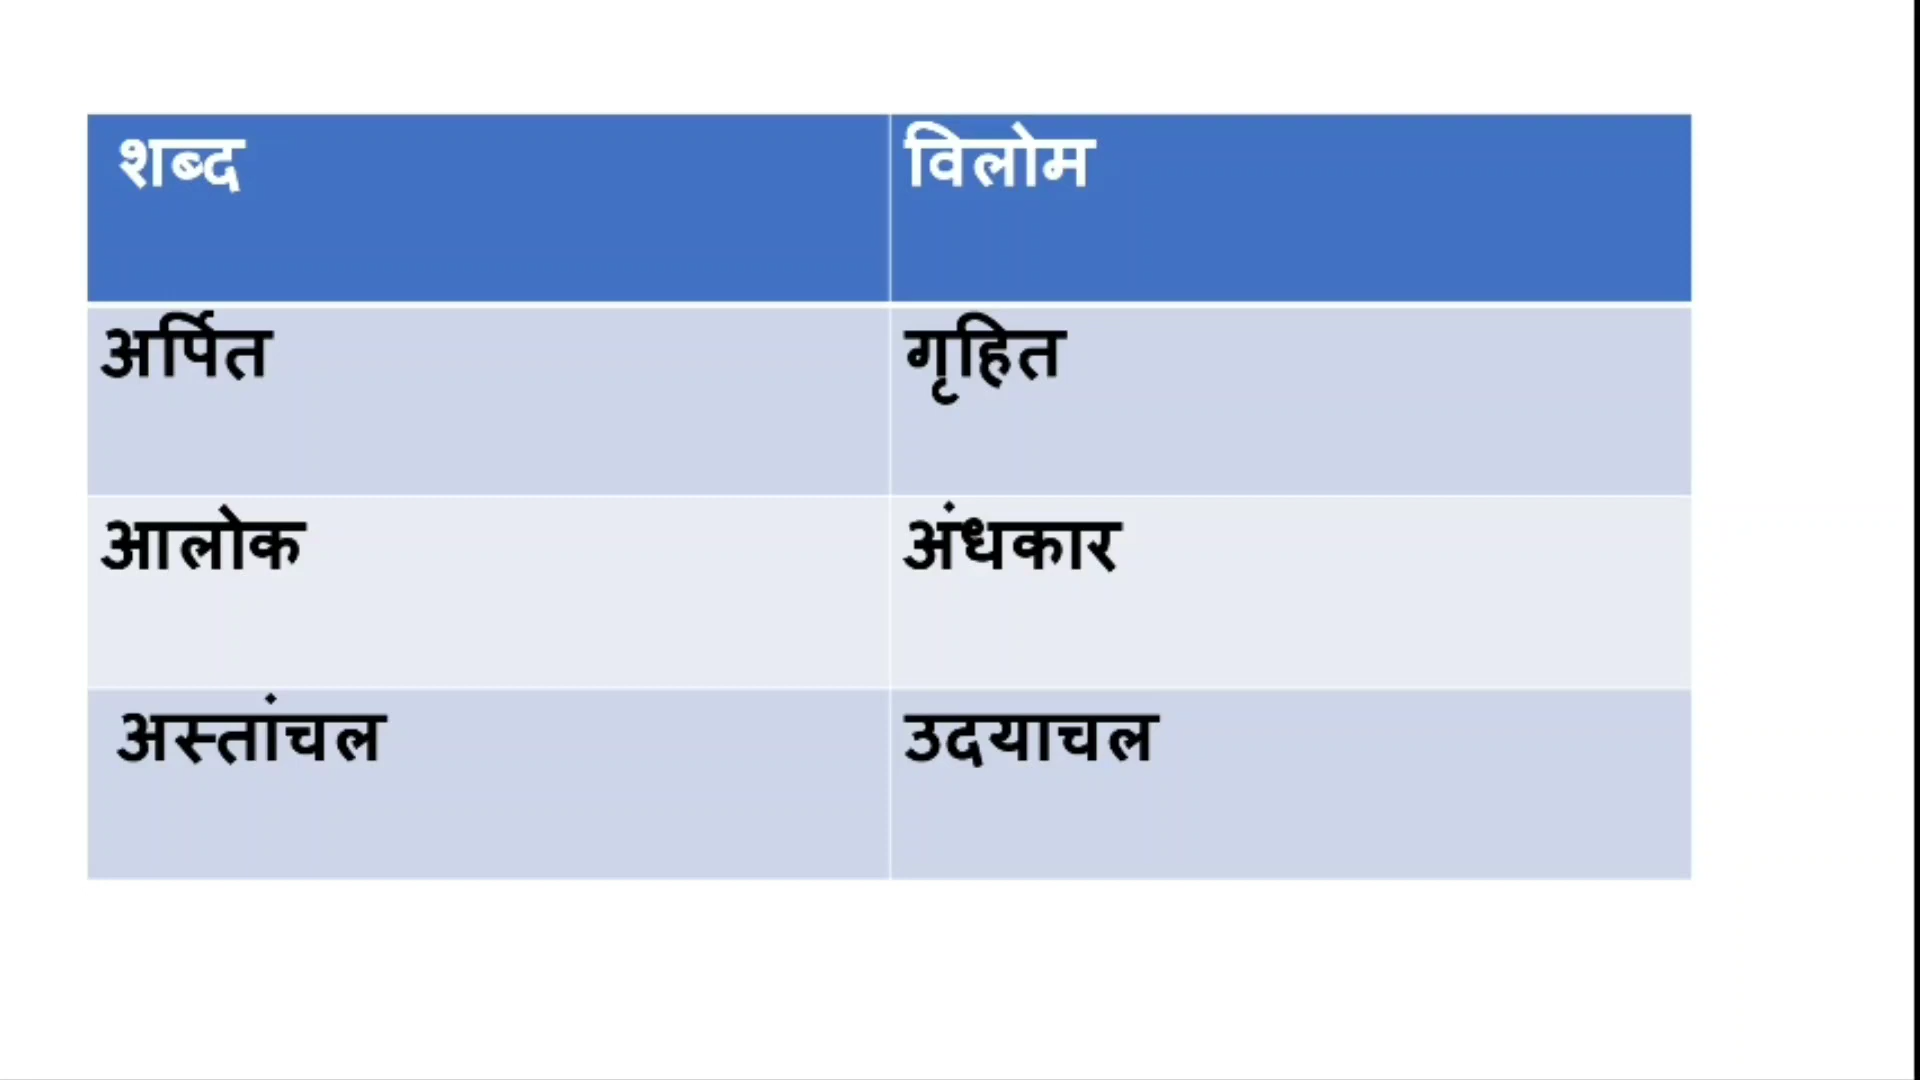 शब्द विलोम
अर्पित गृहित
आलोक अंधकार
अस्तांचल उदयाचल